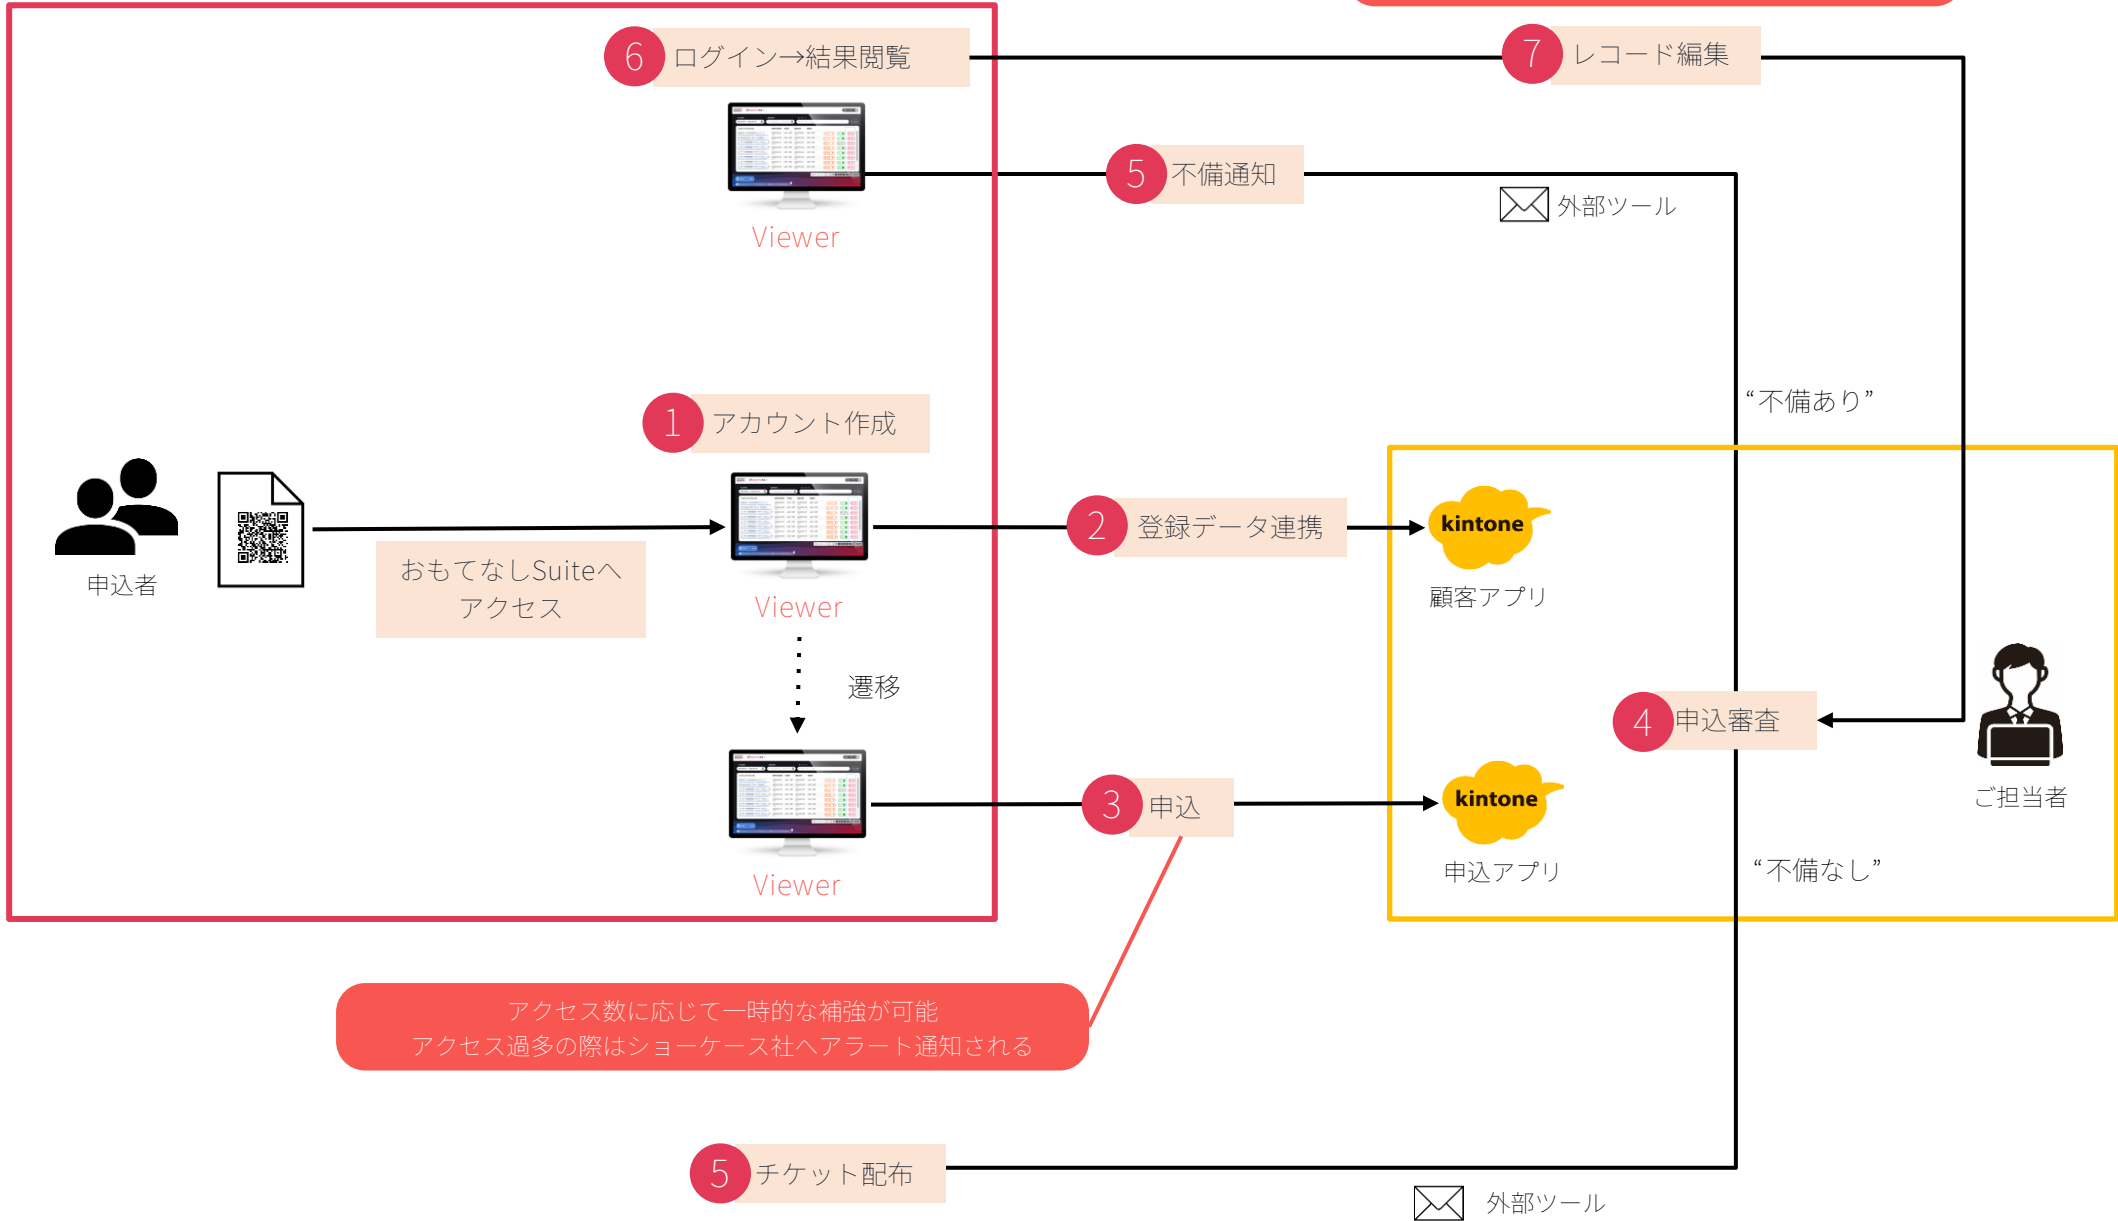 6 ログイン→結果閲覧
7 レコード編集
5 不備通知
外部ツール
Viewer
“不備あり”
1 アカウント作成
2 登録データ連携
kintone
顧客アプリ
申込者
おもてなしSuiteへ
アクセス
Viewer
遷移
4 申込審査
ご担当者
3 申込
kintone
申込アプリ
“不備なし”
Viewer
アクセス数に応じて一時的な補強が可能
アクセス過多の際はショーケース社へアラート通知される
5 チケット配布
外部ツール